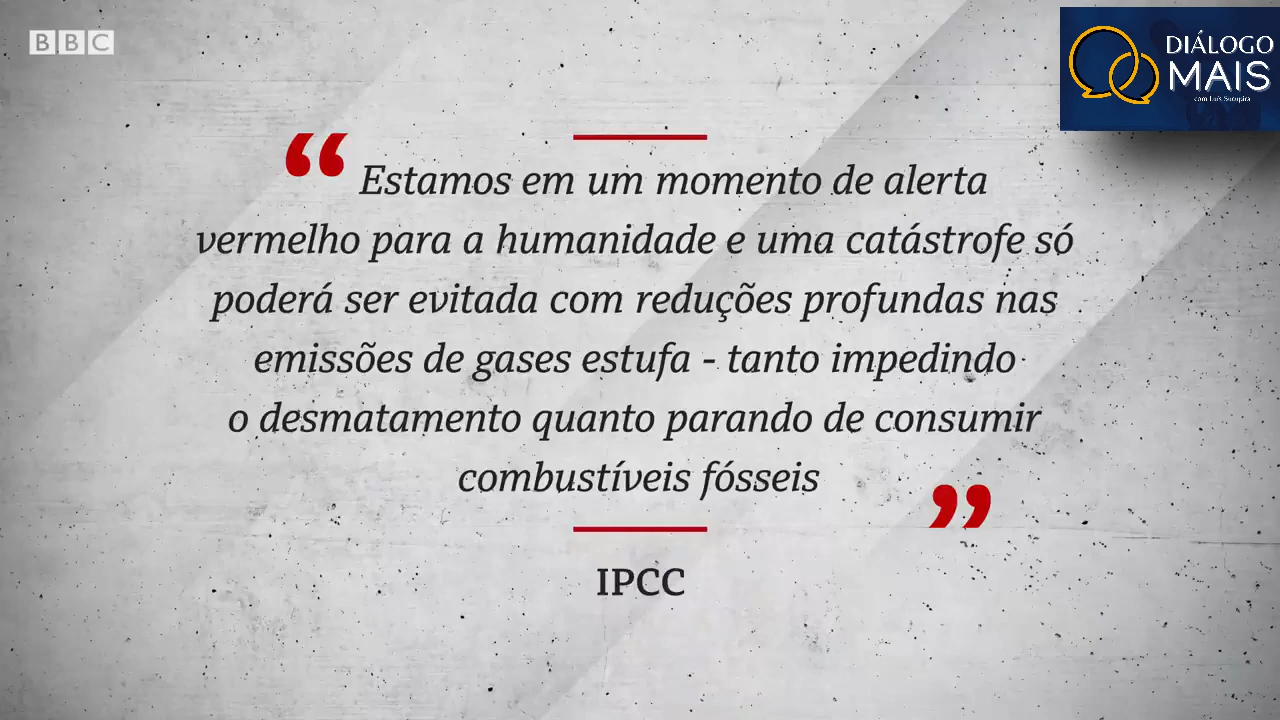 BBC
DIÁLOGO
MAIS
“Estamos em um momento de alerta
vermelho para a humanidade e uma catástrofe só
poderá ser evitada com reduções profundas nas
emissões de gases estufa - tanto impedindo
o desmatamento quanto parando de consumir
combustíveis fósseis”
IPCC